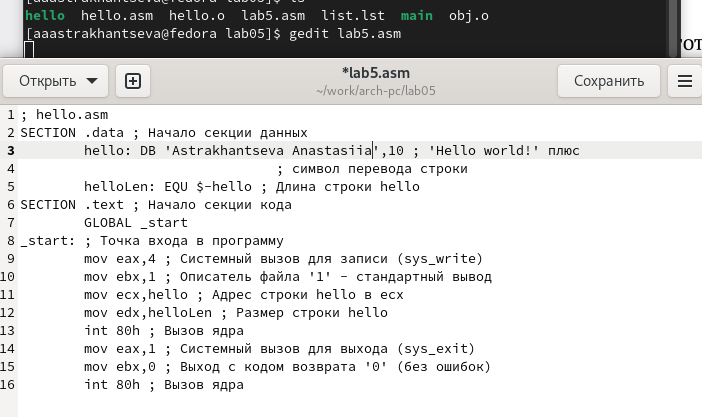 [aaastrakhantseva@fedora lab05]$ ls
hello hello.asm hello.o lab5.asm list.lst main obj.o
[aaastrakhantseva@fedora lab05]$ gedit lab5.asm
Открыть
*lab5.asm
~/work/arch-pc/lab05
Сохранить
1 ; hello.asm
2 SECTION .data ; Начало секции данных
3 hello: DB 'Astrakhantseva Anastasiia',10 ; 'Hello world!' плюс
4 ; символ перевода строки
5 helloLen: EQU $-hello ; Длина строки hello
6 SECTION .text ; Начало секции кода
7 GLOBAL _start
8 _start: ; Точка входа в программу
9 mov eax,4 ; Системный вызов для записи (sys_write)
10 mov ebx,1 ; Описатель файла '1' - стандартный вывод
11 mov ecx,hello ; Адрес строки hello в ecx
12 mov edx,helloLen ; Размер строки hello
13 int 80h ; Вызов ядра
14 mov eax,1 ; Системный вызов для выхода (sys_exit)
15 mov ebx,0 ; Выход с кодом возврата '0' (без ошибок)
16 int 80h ; Вызов ядра